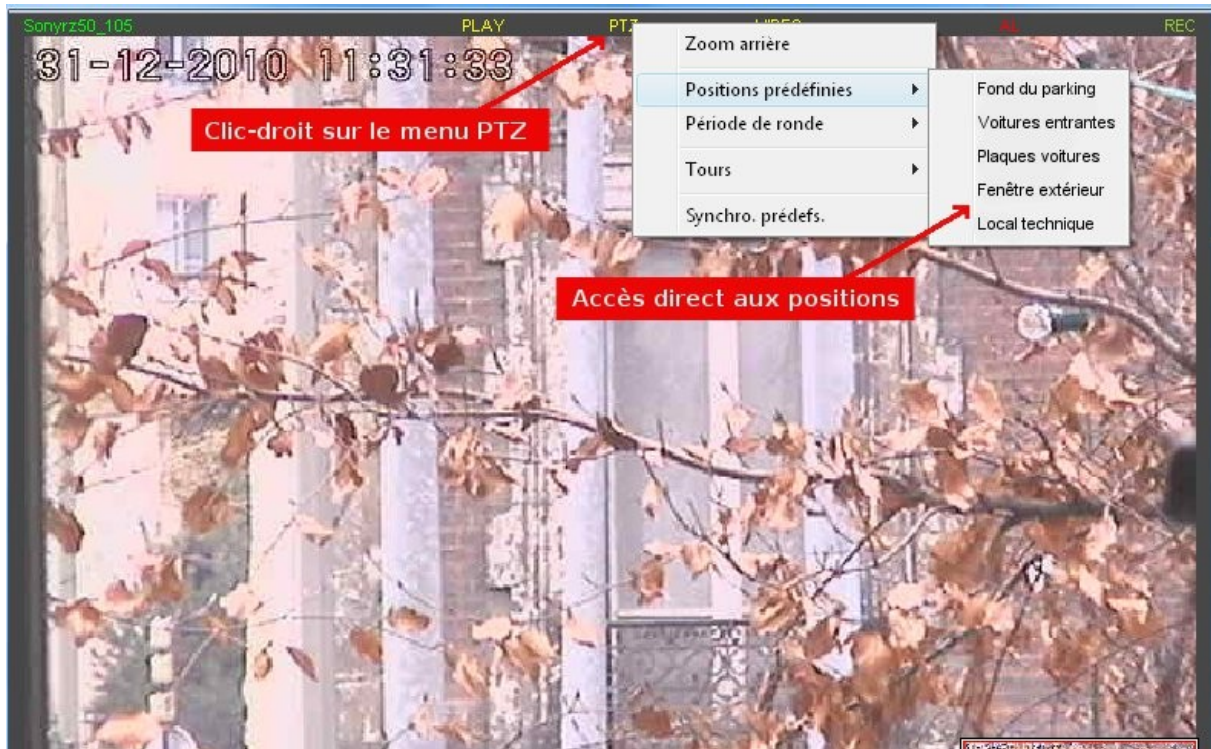 Sonyrz50_105 PLAY PTZ AL REC
31-12-2010 11:31:33
Clic-droit sur le menu PTZ
Zoom arrière
Positions prédéfinies
Période de ronde
Tours
Synchro. prédefs.
Fond du parking
Voitures entrantes
Plaques voitures
Fenêtre extérieur
Local technique
Accès direct aux positions